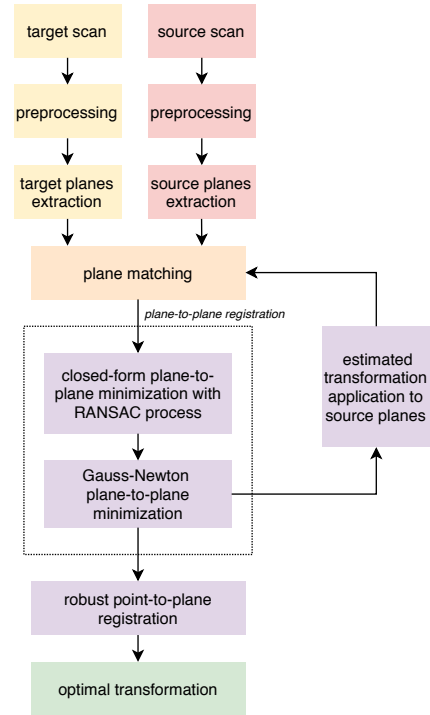 target scan
source scan
preprocessing
preprocessing
target planes
extraction
source planes
extraction
plane matching
plane-to-plane registration
closed-form plane-to-
plane minimization with
RANSAC process
estimated
transformation
application to
source planes
Gauss-Newton
plane-to-plane
minimization
robust point-to-plane
registration
optimal transformation